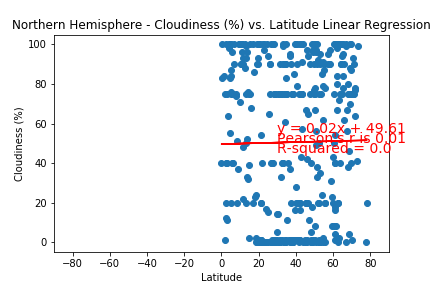 Northern Hemisphere - Cloudiness (%) vs. Latitude Linear Regression
100
80
60
40
20
0
Cloudiness (%)
y = 0.02x + 49.61
Pearsons r is 0.01
R-squared = 0.0
−80 −60 −40 −20 0 20 40 60 80
Latitude